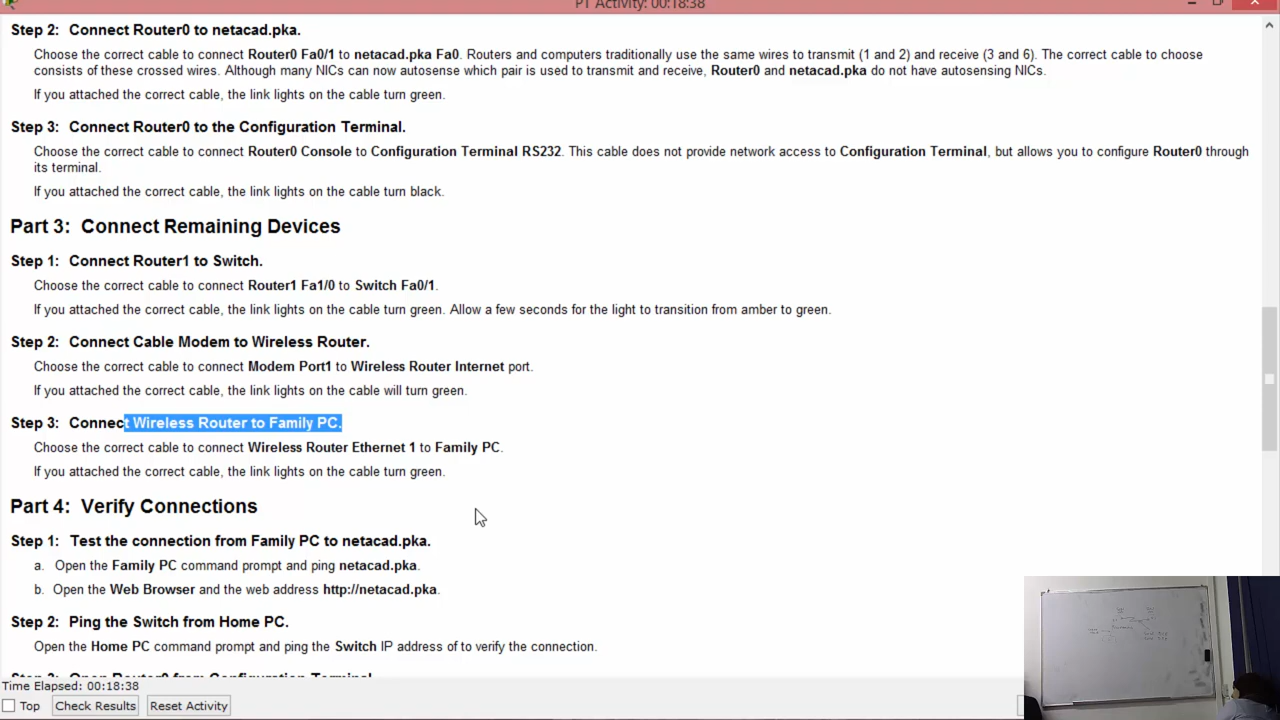 PT Activity: 00:18:38
Step 2: Connect Router0 to netacad.pka.
Choose the correct cable to connect Router0 Fa0/1 to netacad.pka Fa0. Routers and computers traditionally use the same wires to transmit (1 and 2) and receive (3 and 6). The correct cable to choose
consists of these crossed wires. Although many NICs can now autosense which pair is used to transmit and receive, Router0 and netacad.pka do not have autosensing NICs.
If you attached the correct cable, the link lights on the cable turn green.
Step 3: Connect Router0 to the Configuration Terminal.
Choose the correct cable to connect Router0 Console to Configuration Terminal RS232. This cable does not provide network access to Configuration Terminal, but allows you to configure Router0 through
its terminal.
If you attached the correct cable, the link lights on the cable turn black.
Part 3: Connect Remaining Devices
Step 1: Connect Router1 to Switch.
Choose the correct cable to connect Router1 Fa1/0 to Switch Fa0/1.
If you attached the correct cable, the link lights on the cable turn green. Allow a few seconds for the light to transition from amber to green.
Step 2: Connect Cable Modem to Wireless Router.
Choose the correct cable to connect Modem Port1 to Wireless Router Internet port.
If you attached the correct cable, the link lights on the cable will turn green.
Step 3: Connect Wireless Router to Family PC.
Choose the correct cable to connect Wireless Router Ethernet 1 to Family PC.
If you attached the correct cable, the link lights on the cable turn green.
Part 4: Verify Connections
Step 1: Test the connection from Family PC to netacad.pka.
a. Open the Family PC command prompt and ping netacad.pka.
b. Open the Web Browser and the web address http://netacad.pka.
Step 2: Ping the Switch from Home PC.
Open the Home PC command prompt and ping the Switch IP address of to verify the connection.
Step 3: Open Router0 from Configuration Terminal.
Time Elapsed: 00:18:38
Top Check Results Reset Activity